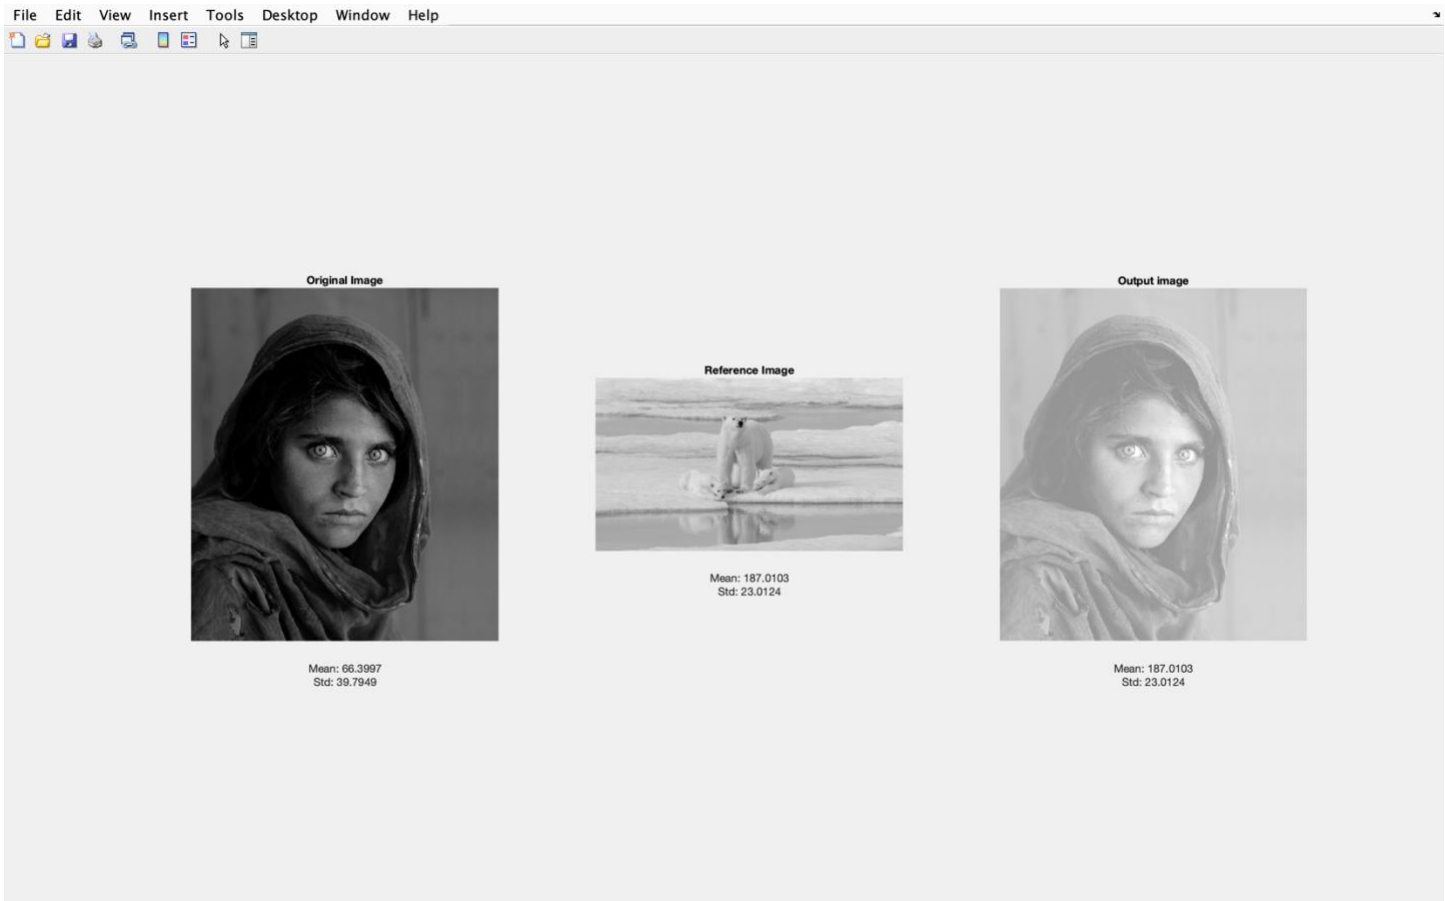 File Edit View Insert Tools Desktop Window Help
Original Image
Mean: 66.3997
Std: 39.7949
Reference Image
Mean: 187.0103
Std: 23.0124
Output image
Mean: 187.0103
Std: 23.0124